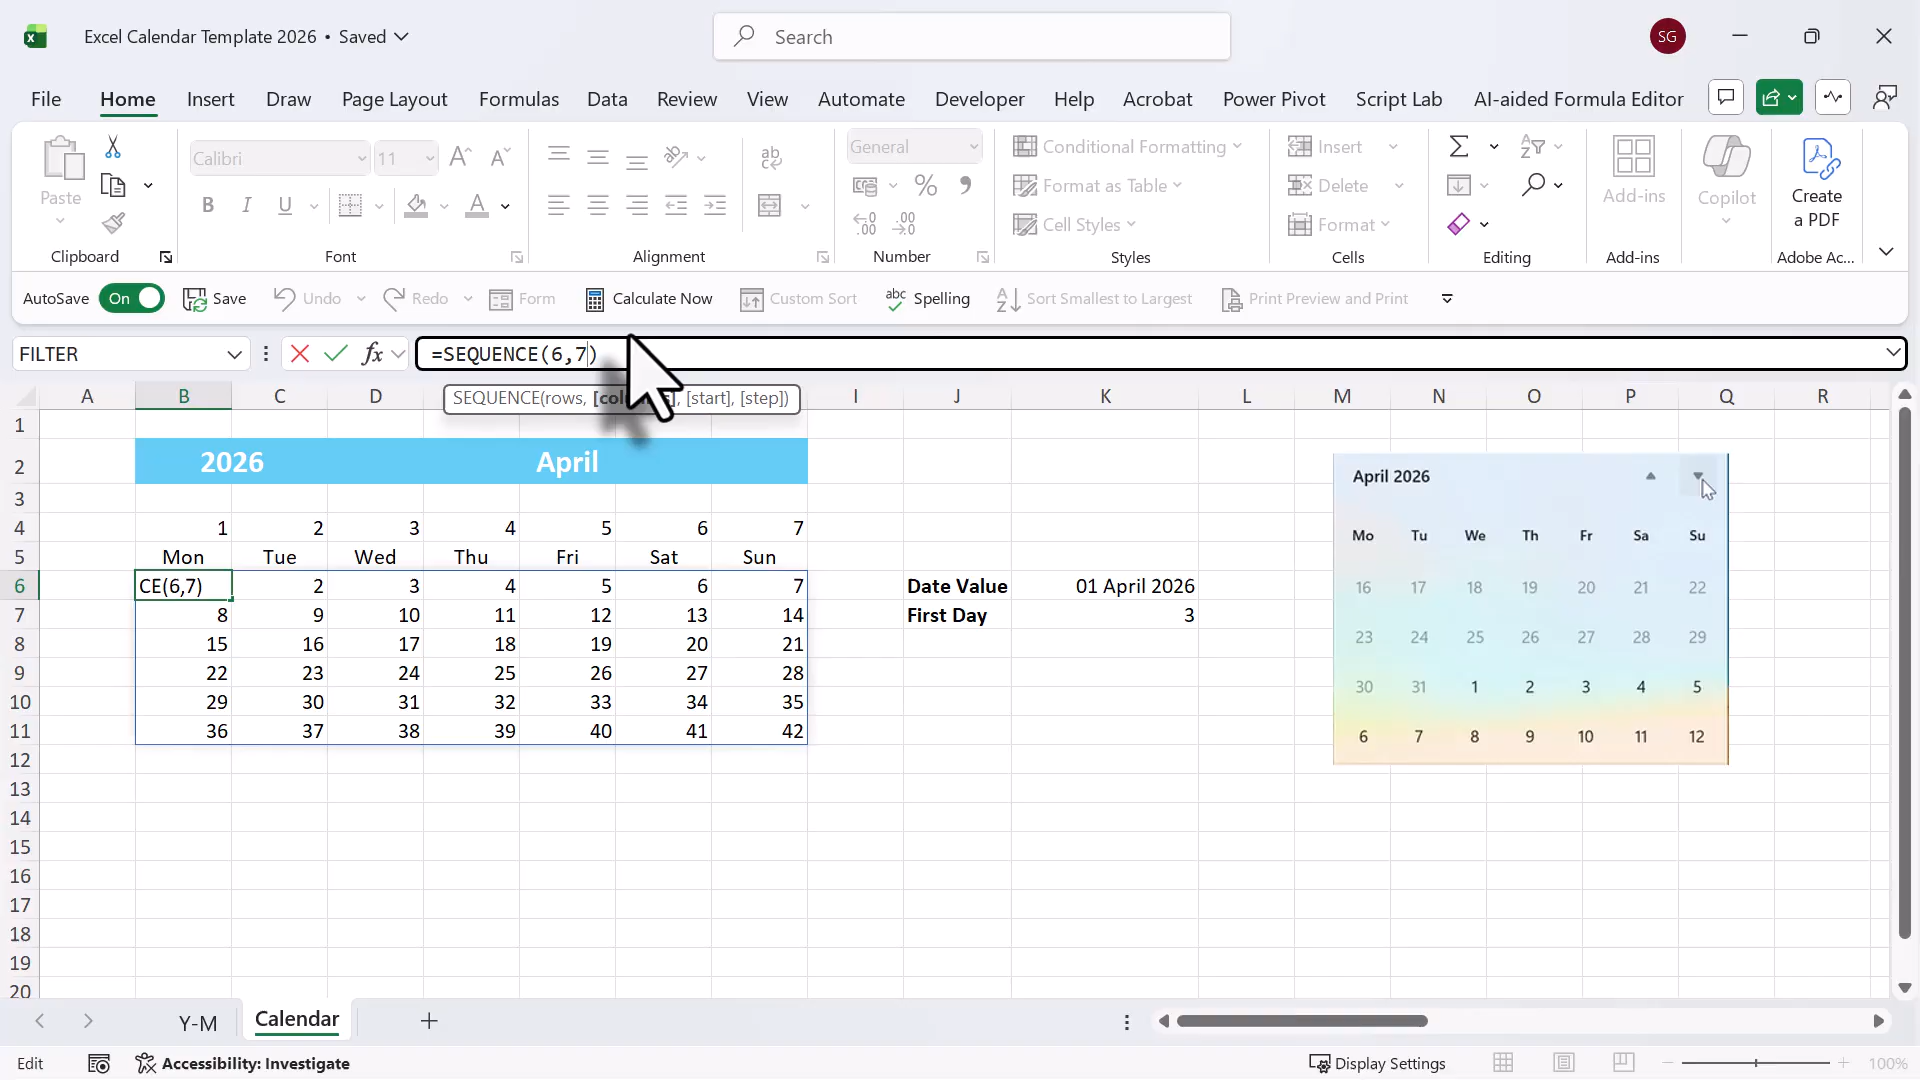 Excel Calendar Template 2026 • Saved
Search
SG
File Home Insert Draw Page Layout Formulas Data Review View Automate Developer Help Acrobat Power Pivot Script Lab AI-aided Formula Editor
Paste
Calibri 11
B I U A
ab
General
% 9
.00 .00
Conditional Formatting
Format as Table
Cell Styles
Insert
Delete
Format
Add-ins
Copilot
Create
a PDF
Clipboard Font Alignment Number Styles Cells Editing Add-ins Adobe Ac...
AutoSave On Save Undo Redo Form Calculate Now Custom Sort abc Spelling Sort Smallest to Largest Print Preview and Print
FILTER fx =SEQUENCE(6,7)
SEQUENCE(rows, [start], [step])
A B C D I J K L M N O P Q R
1
2 2026 April
3
4 1 2 3 4 5 6 7
5 Mon Tue Wed Thu Fri Sat Sun
6 CE(6,7) 2 3 4 5 6 7 Date Value 01 April 2026
7 8 9 10 11 12 13 14 First Day 3
8 15 16 17 18 19 20 21
9 22 23 24 25 26 27 28
10 29 30 31 32 33 34 35
11 36 37 38 39 40 41 42
12
13
14
15
16
17
18
19
20
April 2026
Mo Tu We Th Fr Sa Su
16 17 18 19 20 21 22
23 24 25 26 27 28 29
30 31 1 2 3 4 5
6 7 8 9 10 11 12
Y-M Calendar
Edit Accessibility: Investigate Display Settings 100%